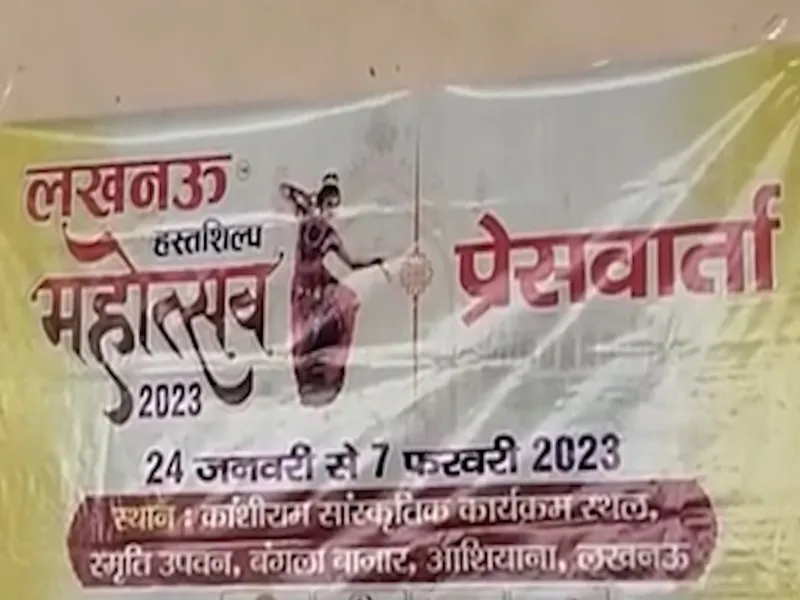 लखनऊ
हस्तशिल्प
महोत्सव
2023
प्रेसवार्ता
24 जनवरी से 7 फरवरी 2023
स्थान : कांशीराम सांस्कृतिक कार्यक्रम स्थल,
स्मृति उपवन, बंगला बाजार, आशियाना, लखनऊ